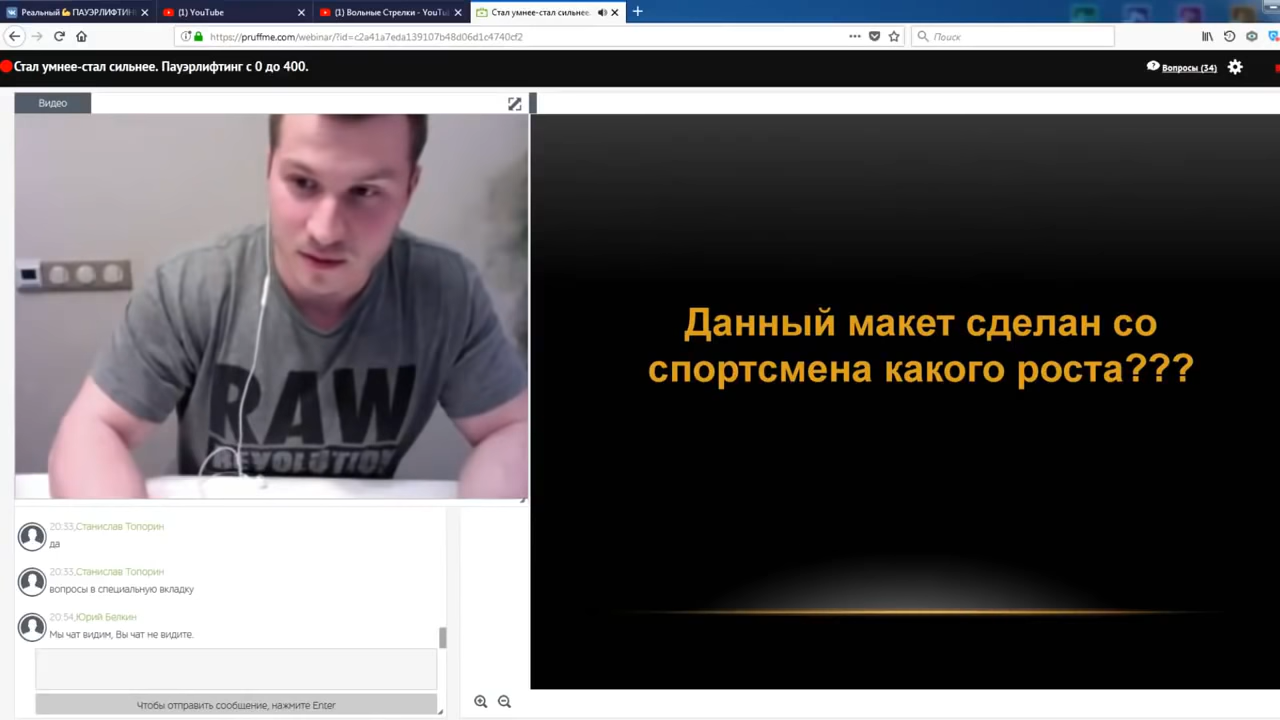 Реальный 💪 ПАУЭРЛИФТИН
(1) YouTube
(1) Вольные Стрелки - YouTu
Стал умнее-стал сильнее.
https://pruffme.com/webinar/?id=c2a41a7eda139107b48d06d1c4740cf2
Поиск
Стал умнее-стал сильнее. Пауэрлифтинг с 0 до 400.
Вопросы (34)
Видео
RAW
REVOLUTION
Данный макет сделан со
спортсмена какого роста???
20:33,Станислав Топорин
да
20:33,Станислав Топорин
вопросы в специальную вкладку
20:54,Юрий Белкин
Мы чат видим, Вы чат не видите.
Чтобы отправить сообщение, нажмите Enter